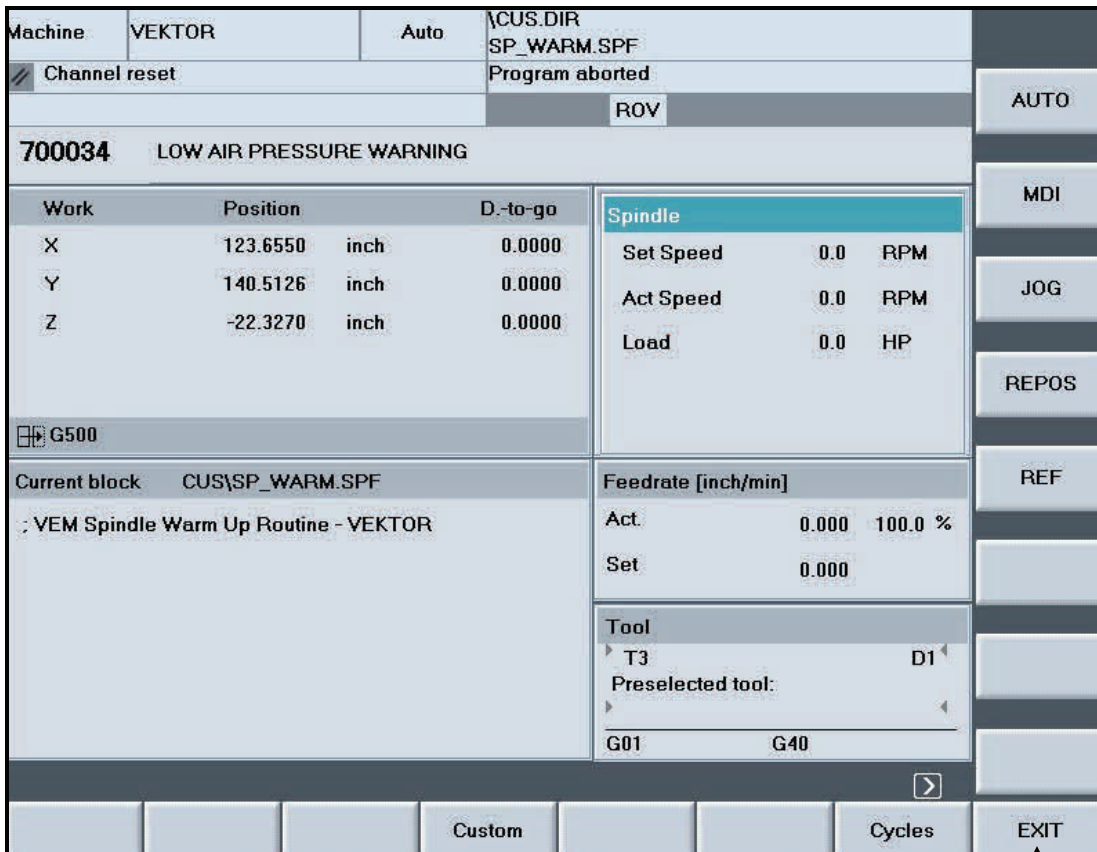 Machine VEKTOR Auto \CUS.DIR
SP_WARM.SPF
Channel reset Program aborted
ROV
700034 LOW AIR PRESSURE WARNING
Work Position D.-to-go
X 123.6550 inch 0.0000
Y 140.5126 inch 0.0000
Z -22.3270 inch 0.0000
G500
Spindle
Set Speed 0.0 RPM
Act Speed 0.0 RPM
Load 0.0 HP
Current block CUS\SP_WARM.SPF
; VEM Spindle Warm Up Routine - VEKTOR
Feedrate [inch/min]
Act. 0.000 100.0 %
Set 0.000
Tool
T3 D1
Preselected tool:
G01 G40
AUTO
MDI
JOG
REPOS
REF
Custom Cycles EXIT